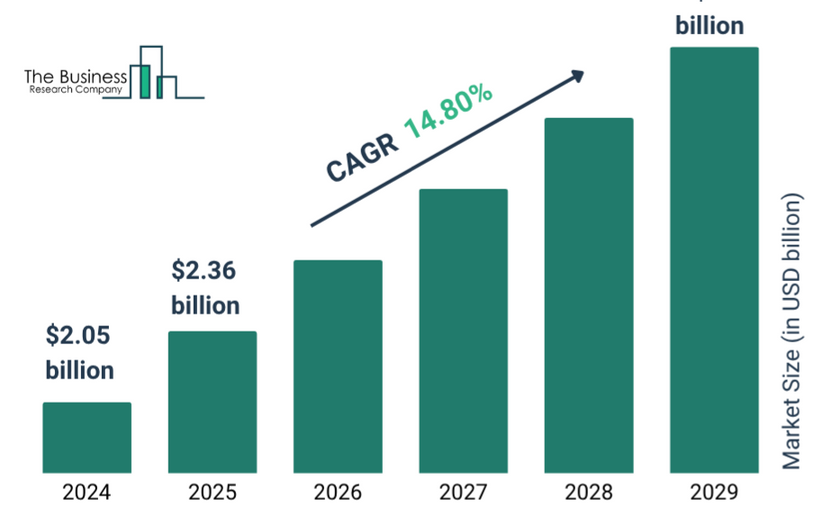 The Business
Research Company
billion
CAGR 14.80%
$2.36
billion
$2.05
billion
Market Size (in USD billion)
2024
2025
2026
2027
2028
2029